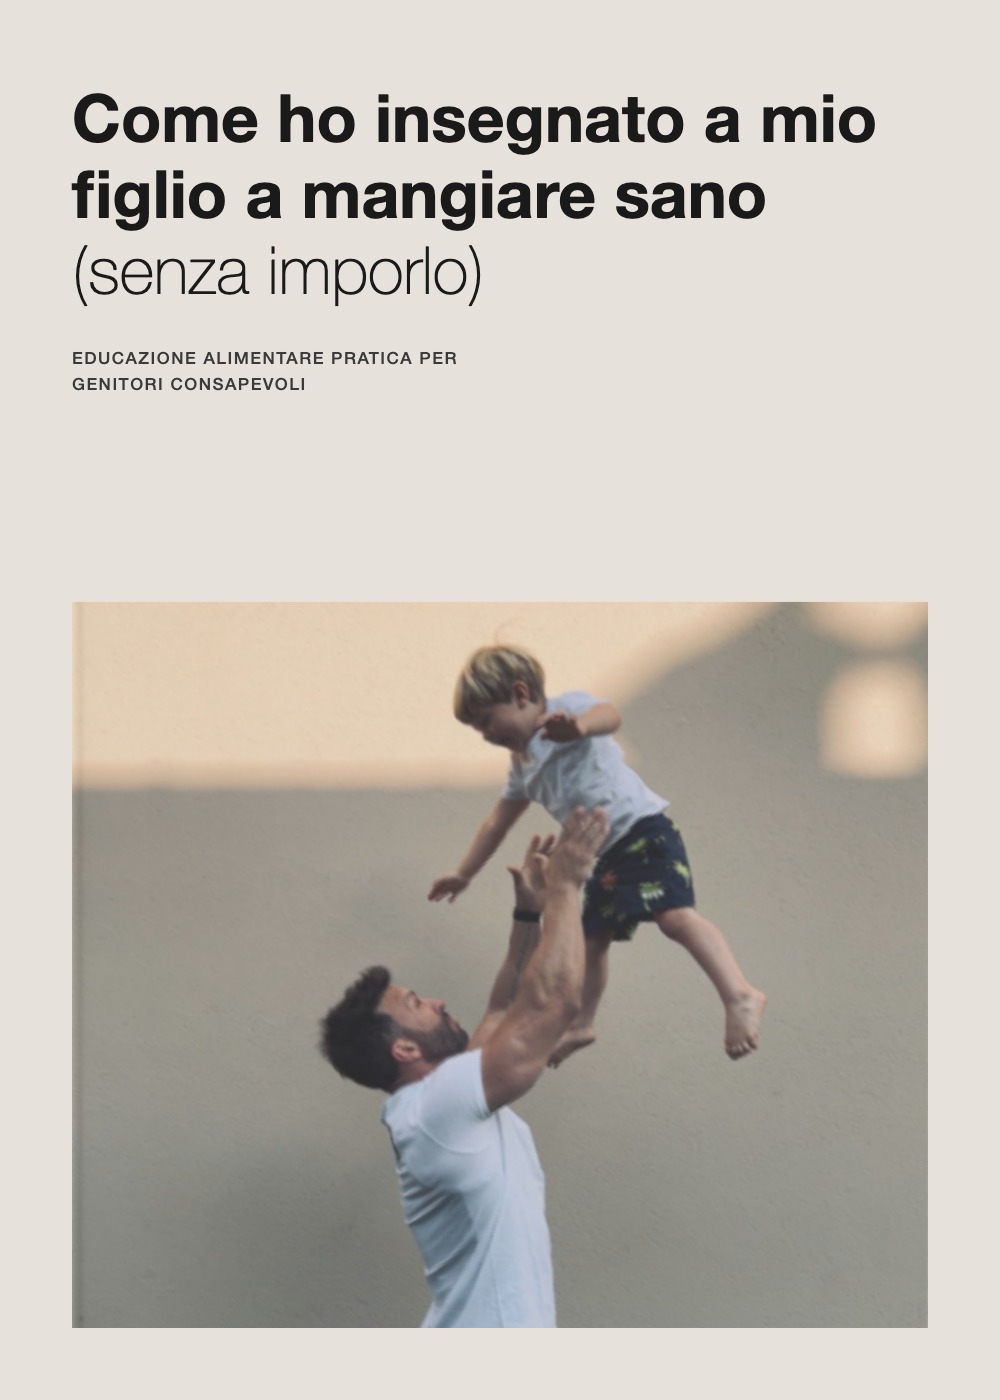 Come ho insegnato a mio
figlio a mangiare sano
(senza imporlo)
EDUCAZIONE ALIMENTARE PRATICA PER
GENITORI CONSAPEVOLI